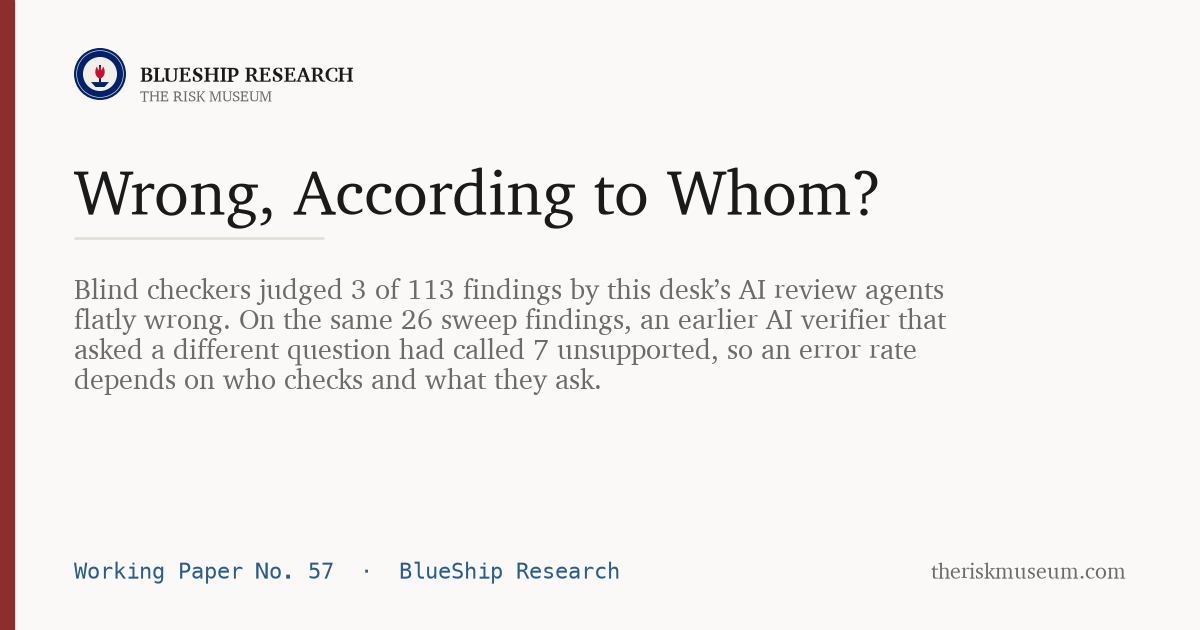 BLUESHIP RESEARCH
THE RISK MUSEUM
Wrong, According to Whom?
Blind checkers judged 3 of 113 findings by this desk’s AI review agents
flatly wrong. On the same 26 sweep findings, an earlier AI verifier that
asked a different question had called 7 unsupported, so an error rate
depends on who checks and what they ask.
Working Paper No. 57 · BlueShip Research
theriskmuseum.com